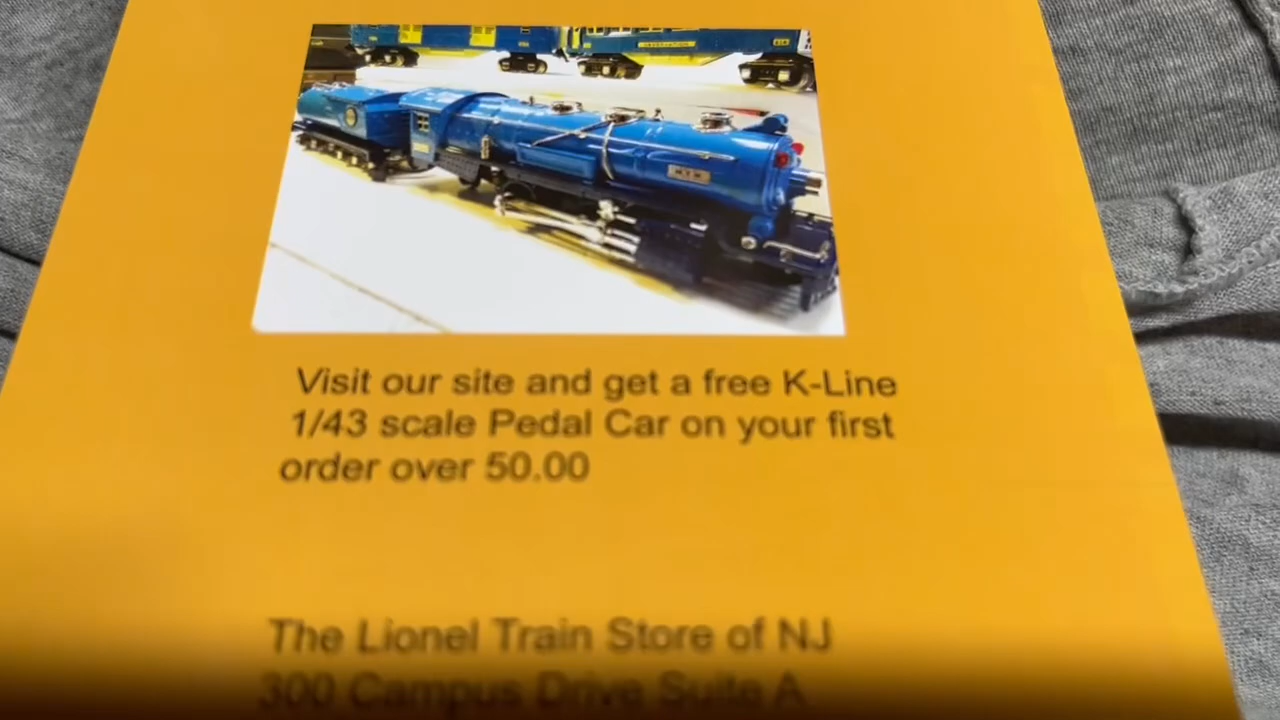 Visit our site and get a free K-Line
1/43 scale Pedal Car on your first
order over 50.00
The Lionel Train Store of NJ
300 Campus Drive Suite A